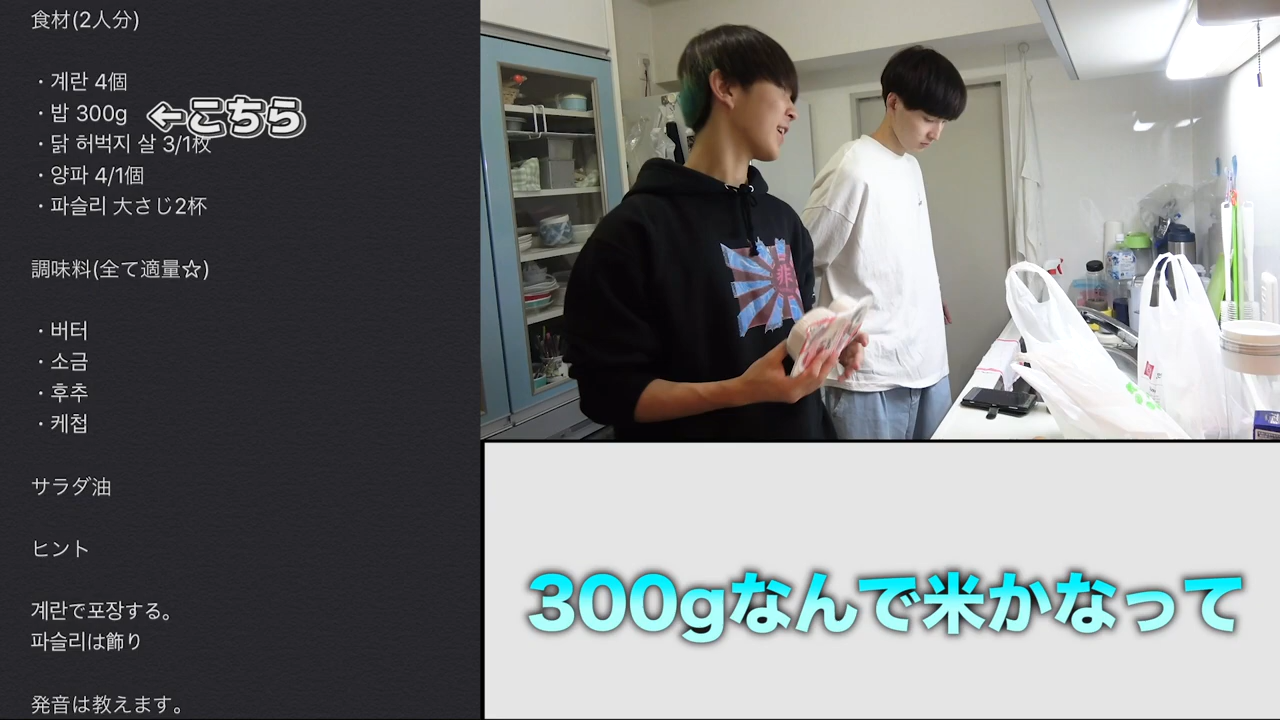 食材(2人分)
・계란 4個
・밥 300g ←こちら
・닭 허벅지 살 3/1枚
・양파 4/1個
・파슬리 大さじ2杯
調味料(全て適量☆)
・버터
・소금
・후추
・케첩
サラダ油
ヒント
계란で포장する。
파슬리は飾り
発音は教えます。
非
300gなんで米かなって